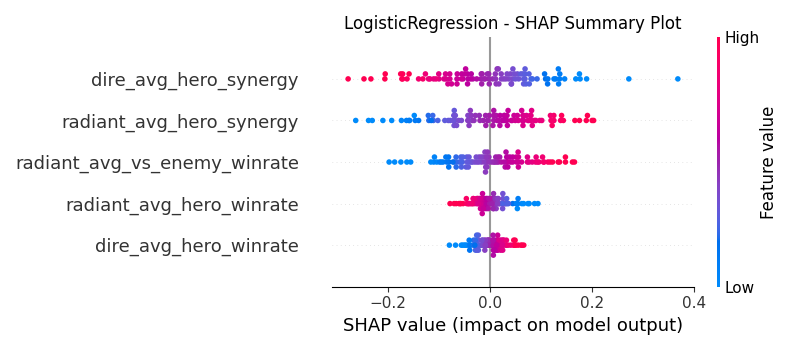 LogisticRegression - SHAP Summary Plot
High
dire_avg_hero_synergy
radiant_avg_hero_synergy
radiant_avg_vs_enemy_winrate
radiant_avg_hero_winrate
dire_avg_hero_winrate
Feature value
Low
−0.2 0.0 0.2 0.4
SHAP value (impact on model output)